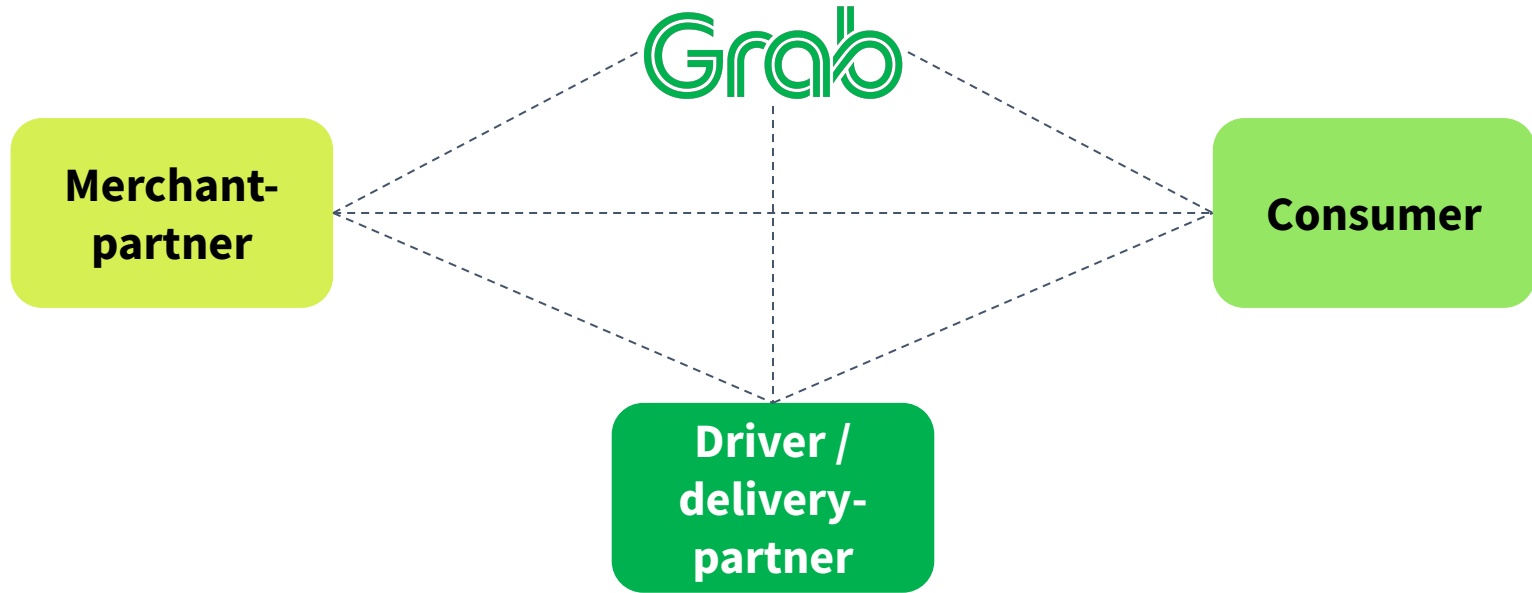 Grab
Merchant-
partner
Consumer
Driver /
delivery-
partner